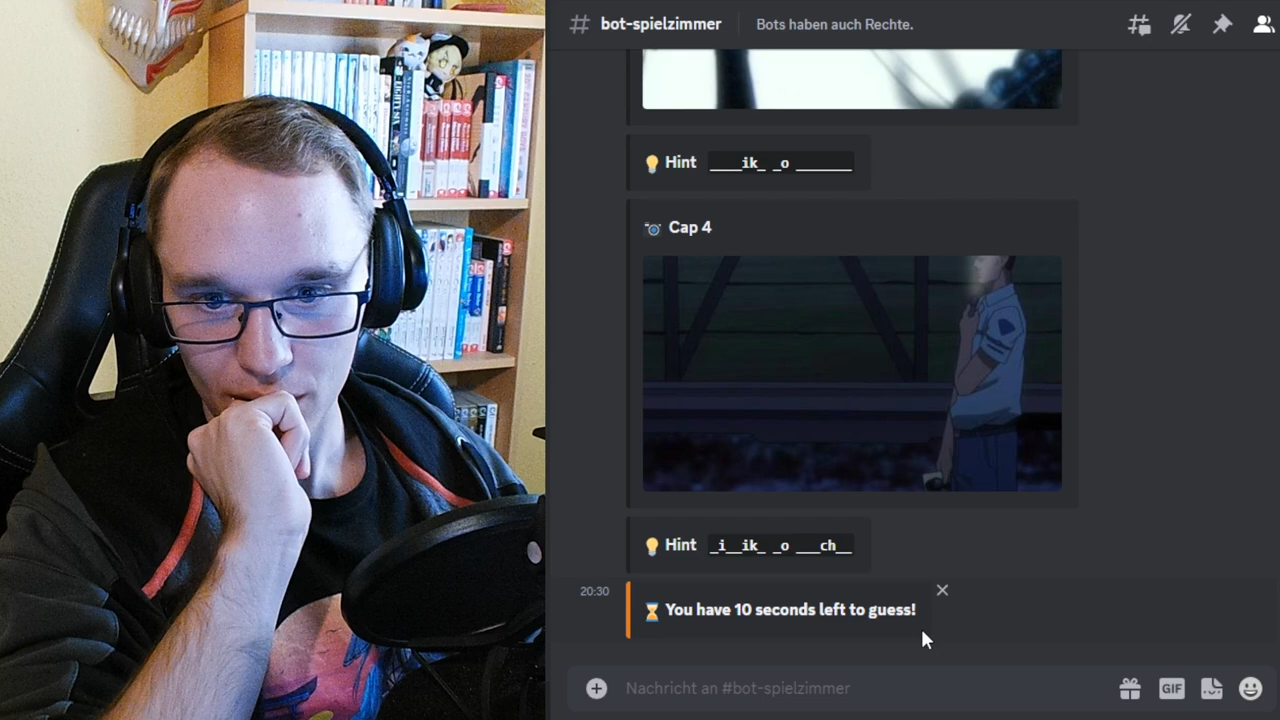 bot-spielzimmer
Bots haben auch Rechte.
Hint ____ik_ _o _______
Cap 4
Hint _i__ik_ _o ___ch__
20:30
You have 10 seconds left to guess!
Nachricht an #bot-spielzimmer
GIF